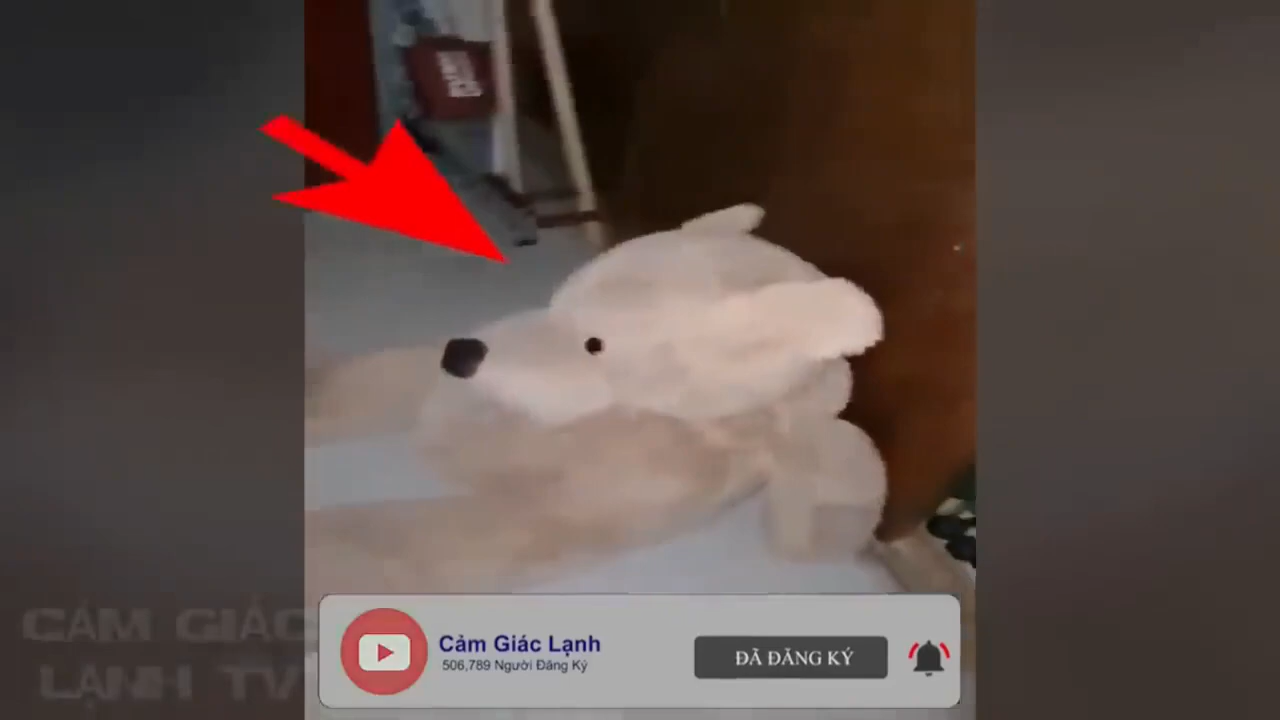 CẢM GIÁC
LẠNH TV
Cảm Giác Lạnh
506,789 Người Đăng Ký
ĐÃ ĐĂNG KÝ